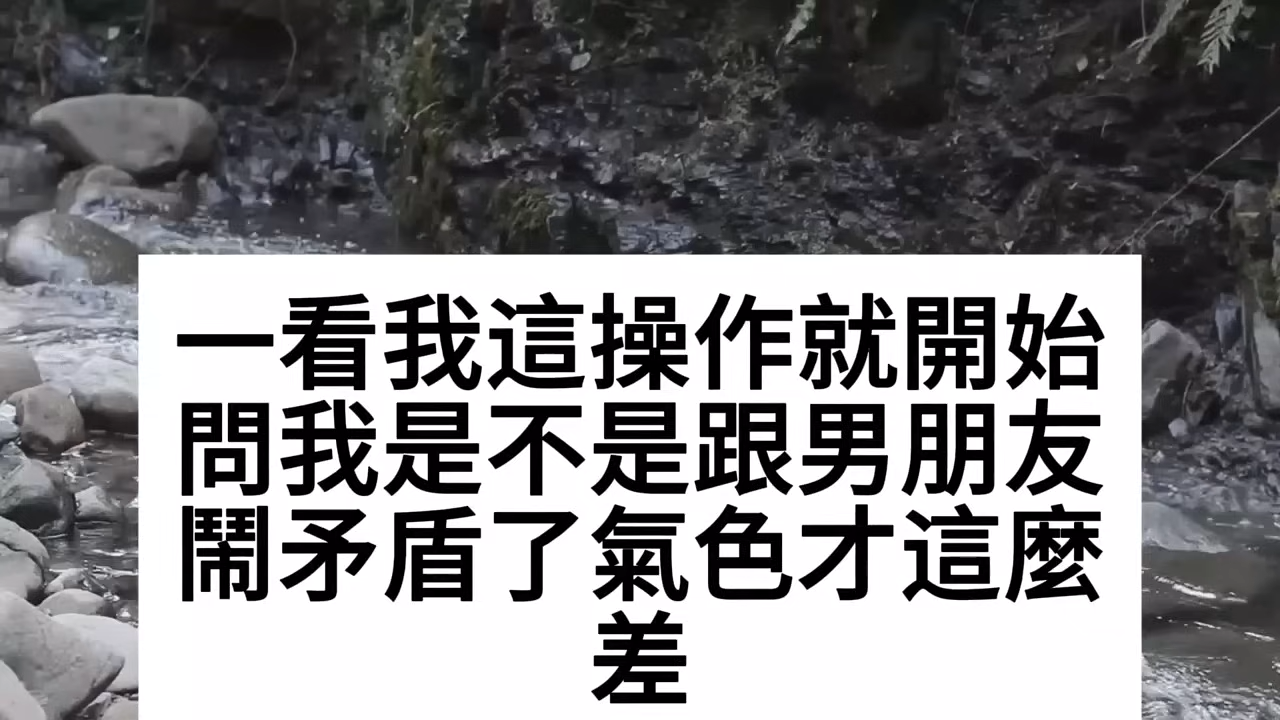 一看我這操作就開始
問我是不是跟男朋友
鬧矛盾了氣色才這麼
差